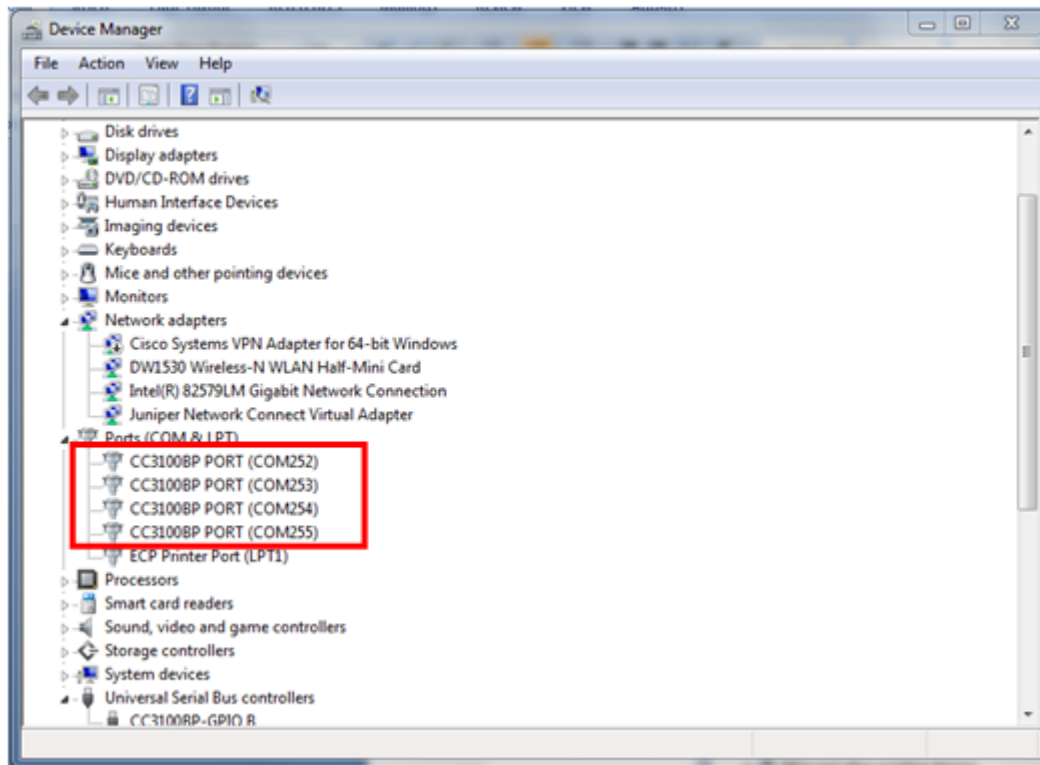 Device Manager
File Action View Help
Disk drives
Display adapters
DVD/CD-ROM drives
Human Interface Devices
Imaging devices
Keyboards
Mice and other pointing devices
Monitors
Network adapters
Cisco Systems VPN Adapter for 64-bit Windows
DW1530 Wireless-N WLAN Half-Mini Card
Intel(R) 82579LM Gigabit Network Connection
Juniper Network Connect Virtual Adapter
Ports (COM & LPT)
CC3100BP PORT (COM252)
CC3100BP PORT (COM253)
CC3100BP PORT (COM254)
CC3100BP PORT (COM255)
ECP Printer Port (LPT1)
Processors
Smart card readers
Sound, video and game controllers
Storage controllers
System devices
Universal Serial Bus controllers
CC3100BP-GPIO B